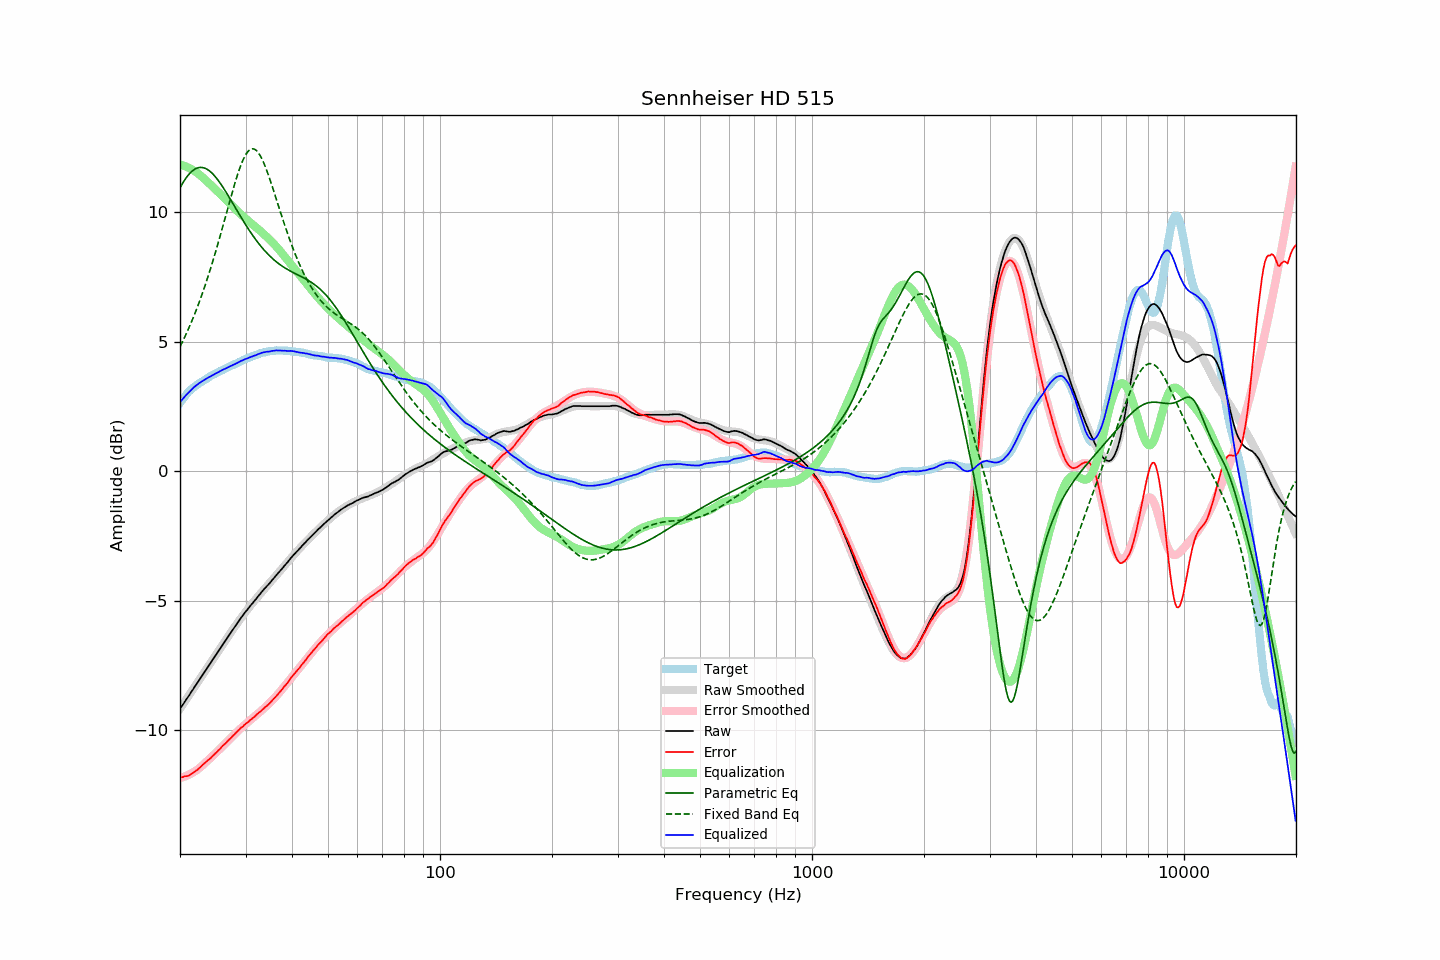 Sennheiser HD 515
Amplitude (dBr)
10
5
0
−5
−10
Target
Raw Smoothed
Error Smoothed
Raw
Error
Equalization
Parametric Eq
Fixed Band Eq
Equalized
100
1000
10000
Frequency (Hz)